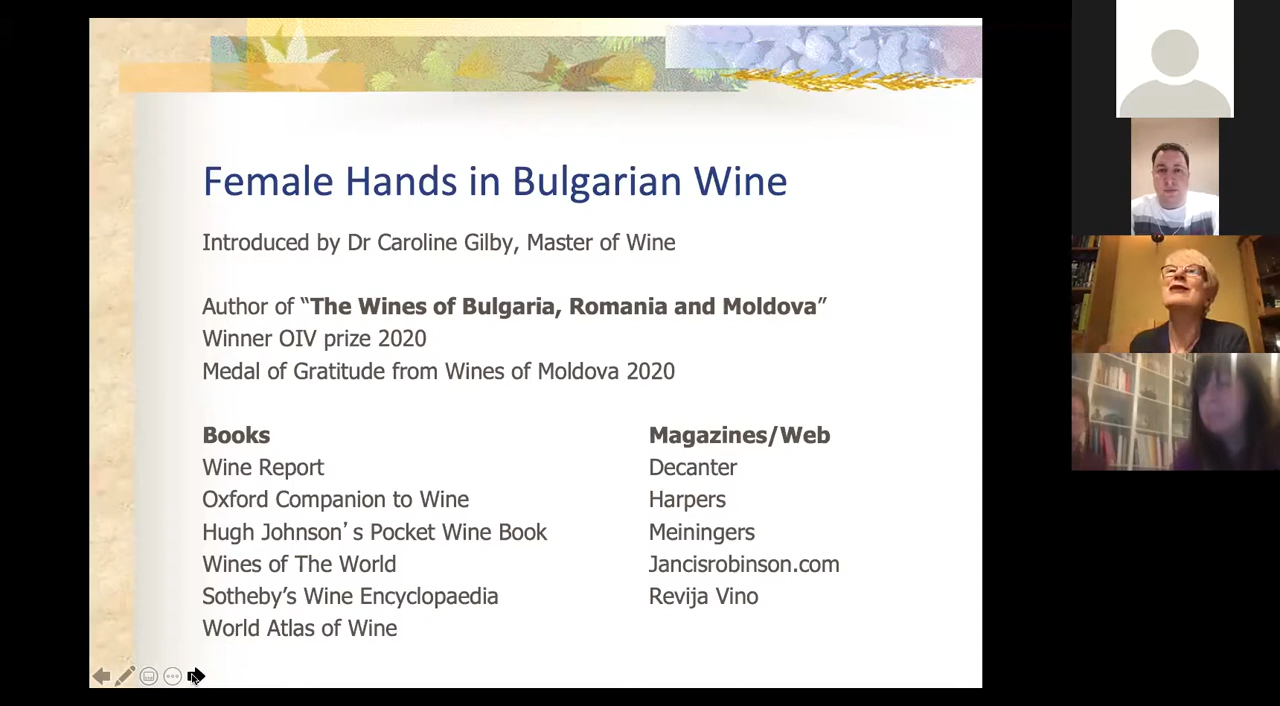 Female Hands in Bulgarian Wine
Introduced by Dr Caroline Gilby, Master of Wine
Author of “The Wines of Bulgaria, Romania and Moldova”
Winner OIV prize 2020
Medal of Gratitude from Wines of Moldova 2020
Books
Wine Report
Oxford Companion to Wine
Hugh Johnson’s Pocket Wine Book
Wines of The World
Sotheby’s Wine Encyclopaedia
World Atlas of Wine
Magazines/Web
Decanter
Harpers
Meiningers
Jancisrobinson.com
Revija Vino